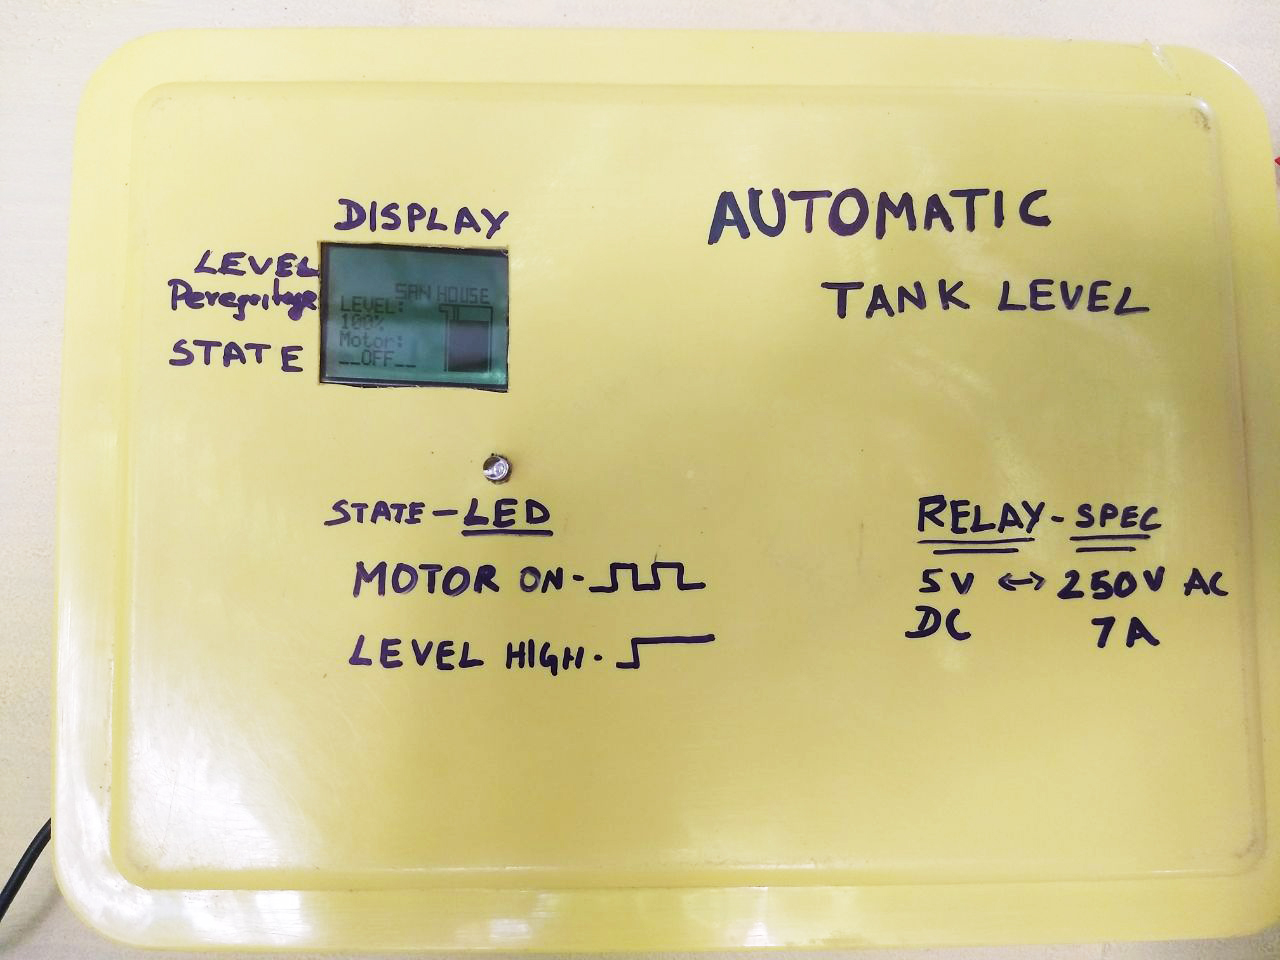 AUTOMATIC
TANK LEVEL
DISPLAY
LEVEL
STATE
SAN HOUSE
LEVEL:
100%
Motor:
__OFF__
STATE - LED
MOTOR ON -
LEVEL HIGH -
RELAY - SPEC
5V <-> 250V AC
DC 7A